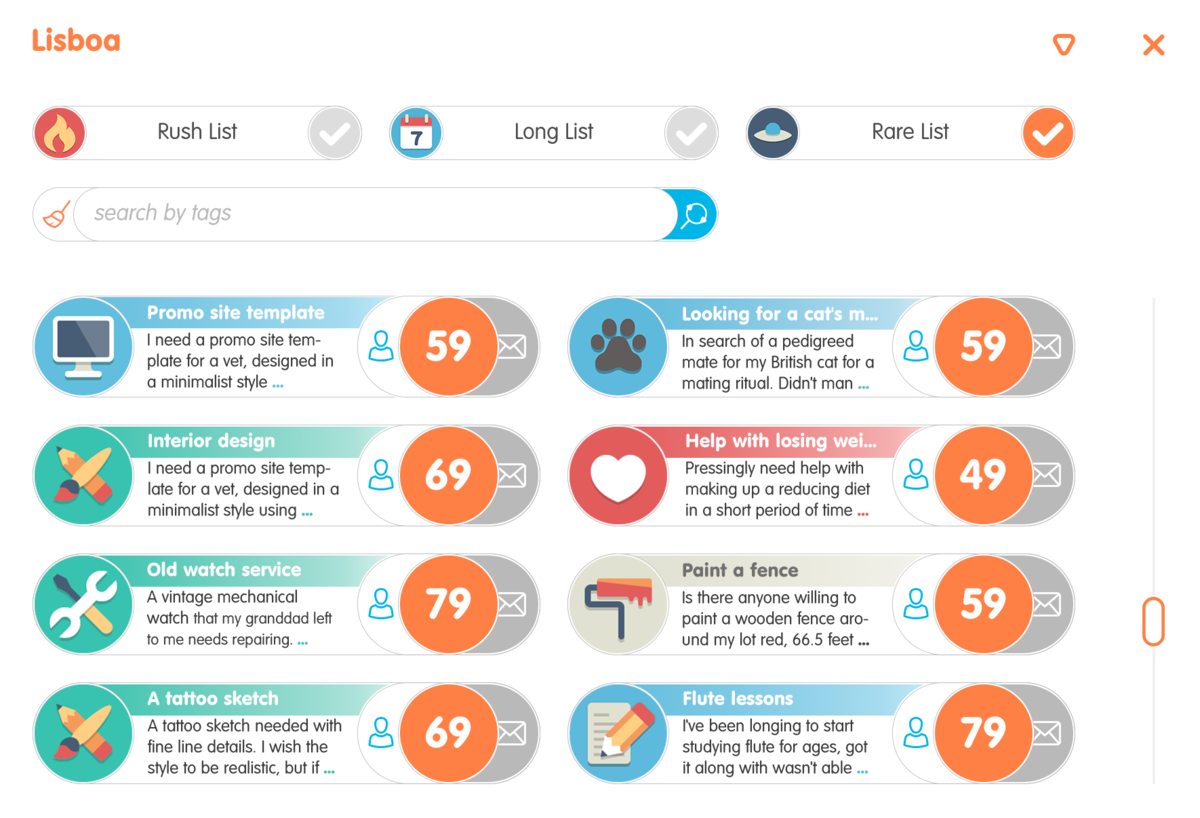 Lisboa
Rush List
7
Long List
Rare List
search by tags
Promo site template
I need a promo site tem-
plate for a vet, designed in
a minimalist style ...
59
Looking for a cat's m...
In search of a pedigreed
mate for my British cat for a
mating ritual. Didn't man ...
59
Interior design
I need a promo site temp-
late for a vet, designed in a
minimalist style using ...
69
Help with losing wei...
Pressingly need help with
making up a reducing diet
in a short period of time ...
49
Old watch service
A vintage mechanical
watch that my granddad left
to me needs repairing. ...
79
Paint a fence
Is there anyone willing to
paint a wooden fence aro-
und my lot red, 66.5 feet ...
59
A tattoo sketch
A tattoo sketch needed with
fine line details. I wish the
style to be realistic, but if ...
69
Flute lessons
I've been longing to start
studying flute for ages, got
it along with wasn't able ...
79